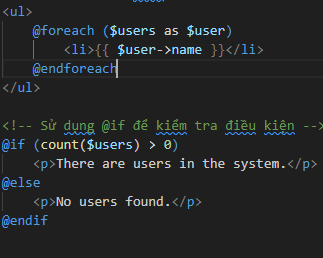 <ul>
    @foreach ($users as $user)
        <li>{{ $user->name }}</li>
    @endforeach
</ul>
<!-- Sử dụng @if để kiểm tra điều kiện -->
@if (count($users) > 0)
    <p>There are users in the system.</p>
@else
    <p>No users found.</p>
@endif